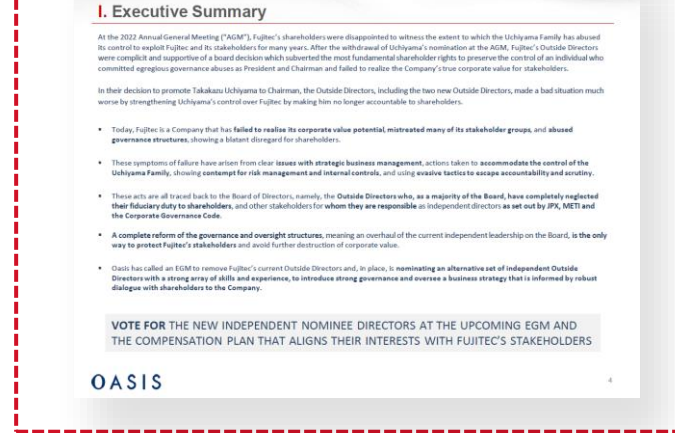 I. Executive Summary
At the 2022 Annual General Meeting ("AGM"), Fujitec's shareholders were disappointed to witness the extent to which the Uchiyama Family has abused
its control to exploit Fujitec and its stakeholders for many years. After the withdrawal of Uchiyama's nomination at the AGM, Fujitec's Outside Directors
were complicit and supportive of a board decision which subverted the most fundamental shareholder rights to preserve the control of an individual who
committed egregious governance abuses as President and Chairman and failed to realize the Company's true corporate value for stakeholders.
In their decision to promote Takakazu Uchiyama to Chairman, the Outside Directors, including the two new Outside Directors, made a bad situation much
worse by strengthening Uchiyama's control over Fujitec by making him no longer accountable to shareholders.
▪ Today, Fujitec is a Company that has failed to realise its corporate value potential, mistreated many of its stakeholder groups, and abused
governance structures, showing a blatant disregard for shareholders.
▪ These symptoms of failure have arisen from clear issues with strategic business management, actions taken to accommodate the control of the
Uchiyama Family, showing contempt for risk management and internal controls, and using evasive tactics to escape accountability and scrutiny.
▪ These acts are all traced back to the Board of Directors, namely, the Outside Directors who, as a majority of the Board, have completely neglected
their fiduciary duty to shareholders, and other stakeholders for whom they are responsible as independent directors as set out by JPX, METI and
the Corporate Governance Code.
▪ A complete reform of the governance and oversight structures, meaning an overhaul of the current independent leadership on the Board, is the only
way to protect Fujitec's stakeholders and avoid further destruction of corporate value.
▪ Oasis has called an EGM to remove Fujitec's current Outside Directors and, in place, is nominating an alternative set of independent Outside
Directors with a strong array of skills and experience, to introduce strong governance and oversee a business strategy that is informed by robust
dialogue with shareholders to the Company.
VOTE FOR THE NEW INDEPENDENT NOMINEE DIRECTORS AT THE UPCOMING EGM AND
THE COMPENSATION PLAN THAT ALIGNS THEIR INTERESTS WITH FUJITEC'S STAKEHOLDERS
OASIS
4